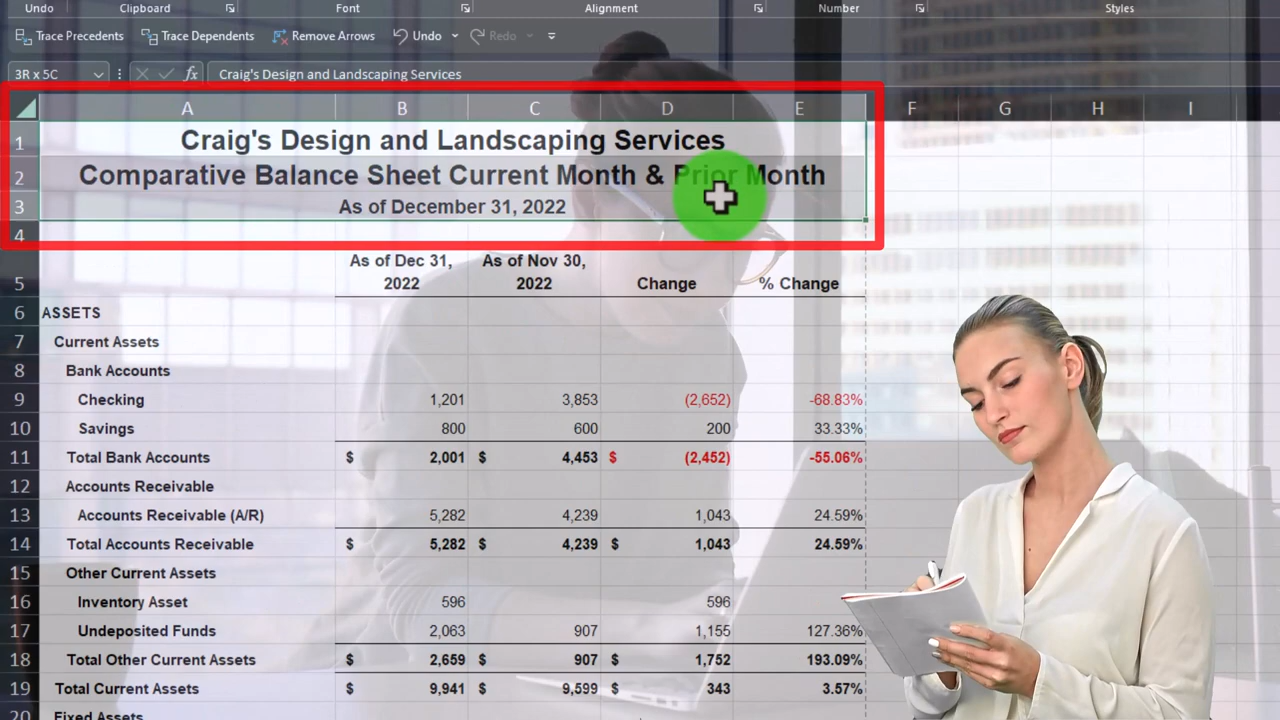 Undo Clipboard Font Alignment Number Styles
Trace Precedents Trace Dependents Remove Arrows Undo Redo
3R x 5C fx Craig's Design and Landscaping Services
A B C D E F G H I
1 Craig's Design and Landscaping Services
2 Comparative Balance Sheet Current Month & Prior Month
3 As of December 31, 2022
4
As of Dec 31, As of Nov 30,
5 2022 2022 Change % Change
6 ASSETS
7 Current Assets
8 Bank Accounts
9 Checking 1,201 3,853 (2,652) -68.83%
10 Savings 800 600 200 33.33%
11 Total Bank Accounts $ 2,001 $ 4,453 $ (2,452) -55.06%
12 Accounts Receivable
13 Accounts Receivable (A/R) 5,282 4,239 1,043 24.59%
14 Total Accounts Receivable $ 5,282 $ 4,239 $ 1,043 24.59%
15 Other Current Assets
16 Inventory Asset 596 596
17 Undeposited Funds 2,063 907 1,155 127.36%
18 Total Other Current Assets $ 2,659 $ 907 $ 1,752 193.09%
19 Total Current Assets $ 9,941 $ 9,599 $ 343 3.57%
20 Fixed Assets